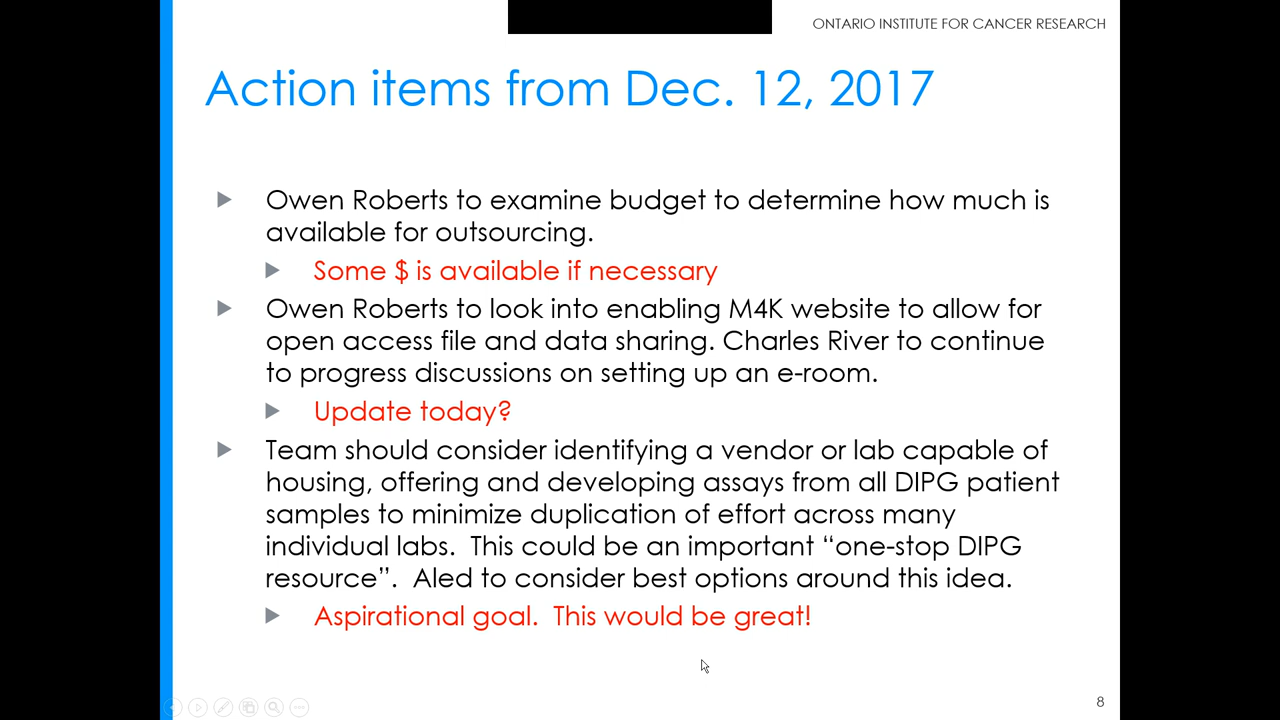 ONTARIO INSTITUTE FOR CANCER RESEARCH
Action items from Dec. 12, 2017
Owen Roberts to examine budget to determine how much is
available for outsourcing.
Some $ is available if necessary
Owen Roberts to look into enabling M4K website to allow for
open access file and data sharing. Charles River to continue
to progress discussions on setting up an e-room.
Update today?
Team should consider identifying a vendor or lab capable of
housing, offering and developing assays from all DIPG patient
samples to minimize duplication of effort across many
individual labs.  This could be an important “one-stop DIPG
resource”.  Aled to consider best options around this idea.
Aspirational goal.  This would be great!
8